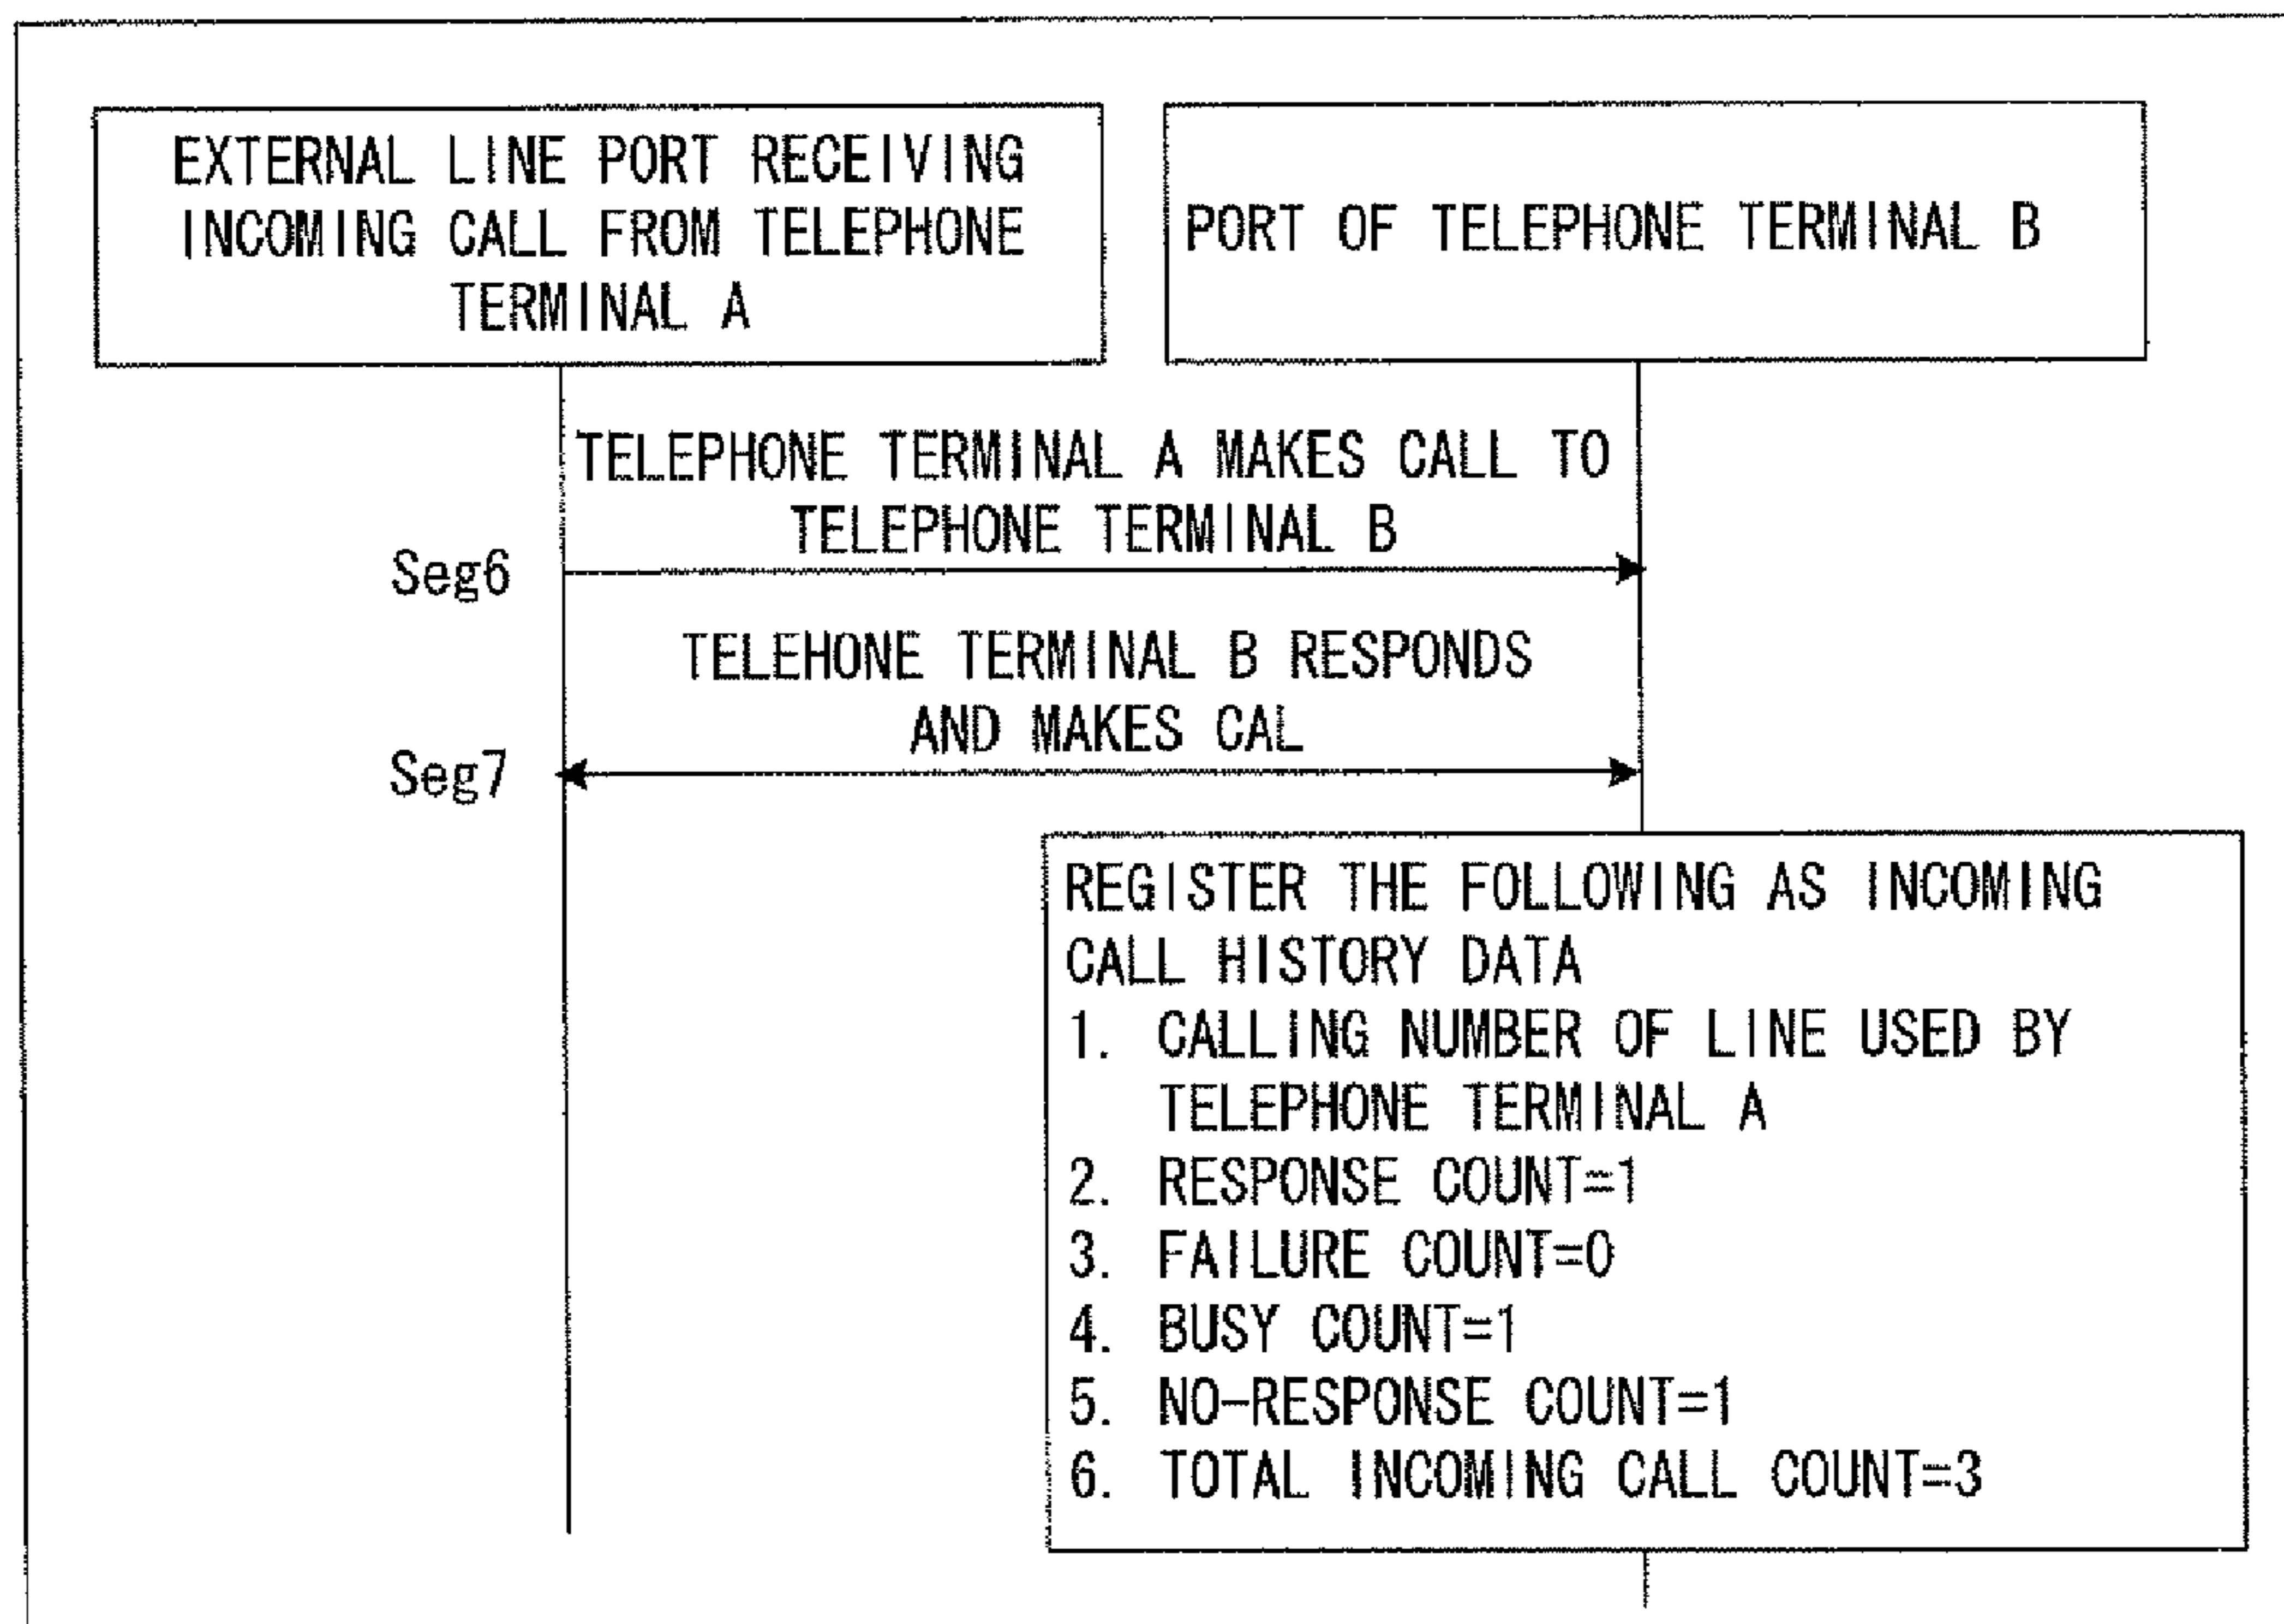 EXTERNAL LINE PORT RECEIVING
INCOMING CALL FROM TELEPHONE
TERMINAL A
PORT OF TELEPHONE TERMINAL B
TELEPHONE TERMINAL A MAKES CALL TO
TELEPHONE TERMINAL B
Seg6
TELEHONE TERMINAL B RESPONDS
AND MAKES CAL
Seg7
REGISTER THE FOLLOWING AS INCOMING
CALL HISTORY DATA
1. CALLING NUMBER OF LINE USED BY
TELEPHONE TERMINAL A
2. RESPONSE COUNT=1
3. FAILURE COUNT=0
4. BUSY COUNT=1
5. NO-RESPONSE COUNT=1
6. TOTAL INCOMING CALL COUNT=3